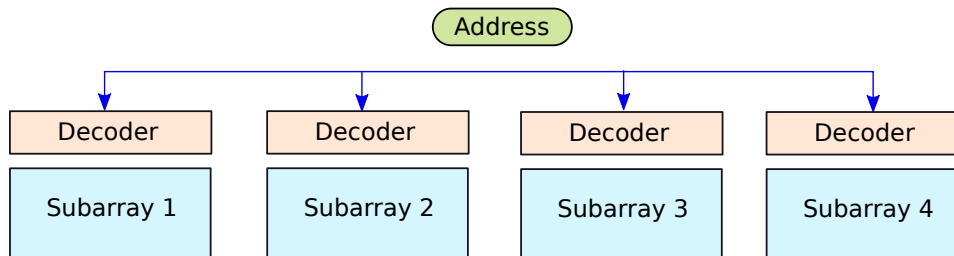 Address
Decoder
Decoder
Decoder
Decoder
Subarray 1
Subarray 2
Subarray 3
Subarray 4